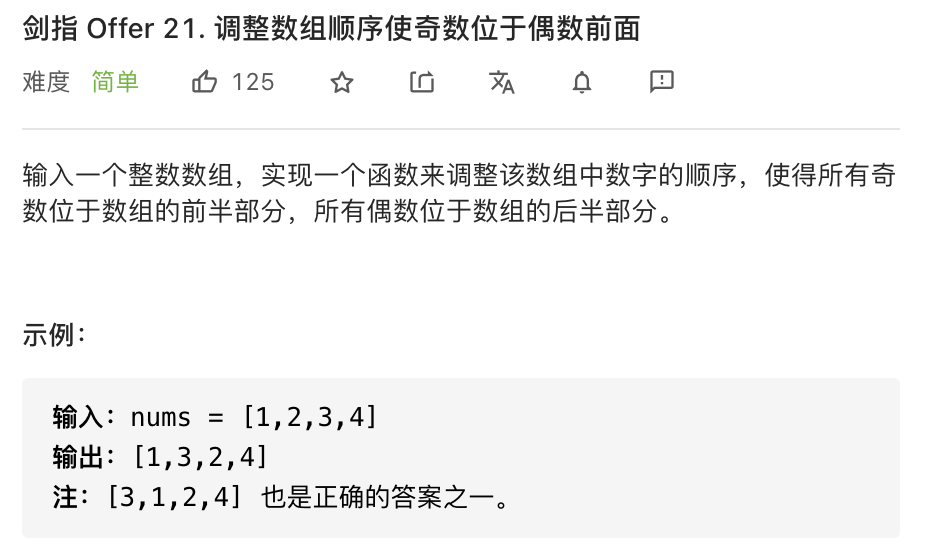 剑指 Offer 21. 调整数组顺序使奇数位于偶数前面
难度 简单 125
输入一个整数数组，实现一个函数来调整该数组中数字的顺序，使得所有奇
数位于数组的前半部分，所有偶数位于数组的后半部分。
示例：
输入：nums = [1,2,3,4]
输出：[1,3,2,4]
注：[3,1,2,4] 也是正确的答案之一。